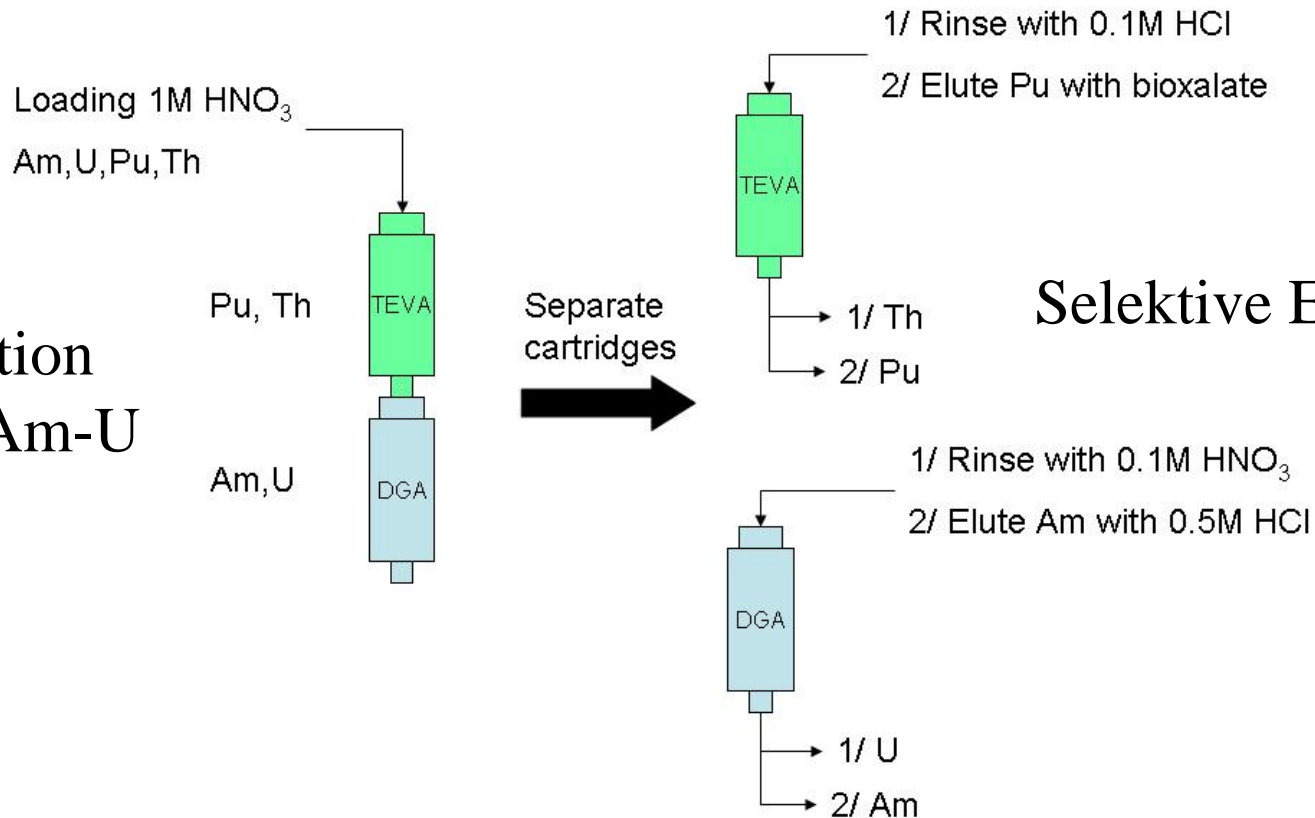 Loading 1M HNO₃
Am,U,Pu,Th
Pu, Th
TEVA
tion
Am-U
Am,U
DGA
Separate
cartridges
1/ Rinse with 0.1M HCl
2/ Elute Pu with bioxalate
TEVA
1/ Th
2/ Pu
Selektive E
1/ Rinse with 0.1M HNO₃
2/ Elute Am with 0.5M HCl
DGA
1/ U
2/ Am